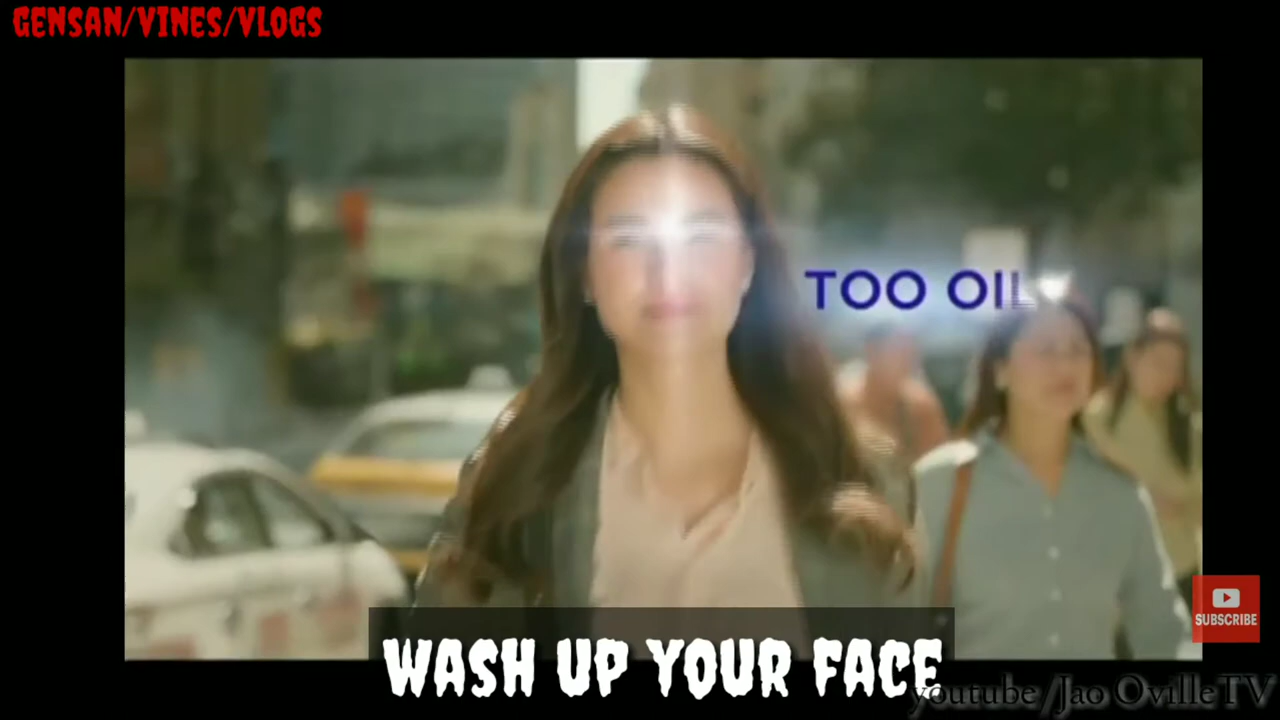 GENSAN/VINES/VLOGS
TOO OIL
SUBSCRIBE
WASH UP YOUR FACE
youtube/Jao OvilleTV